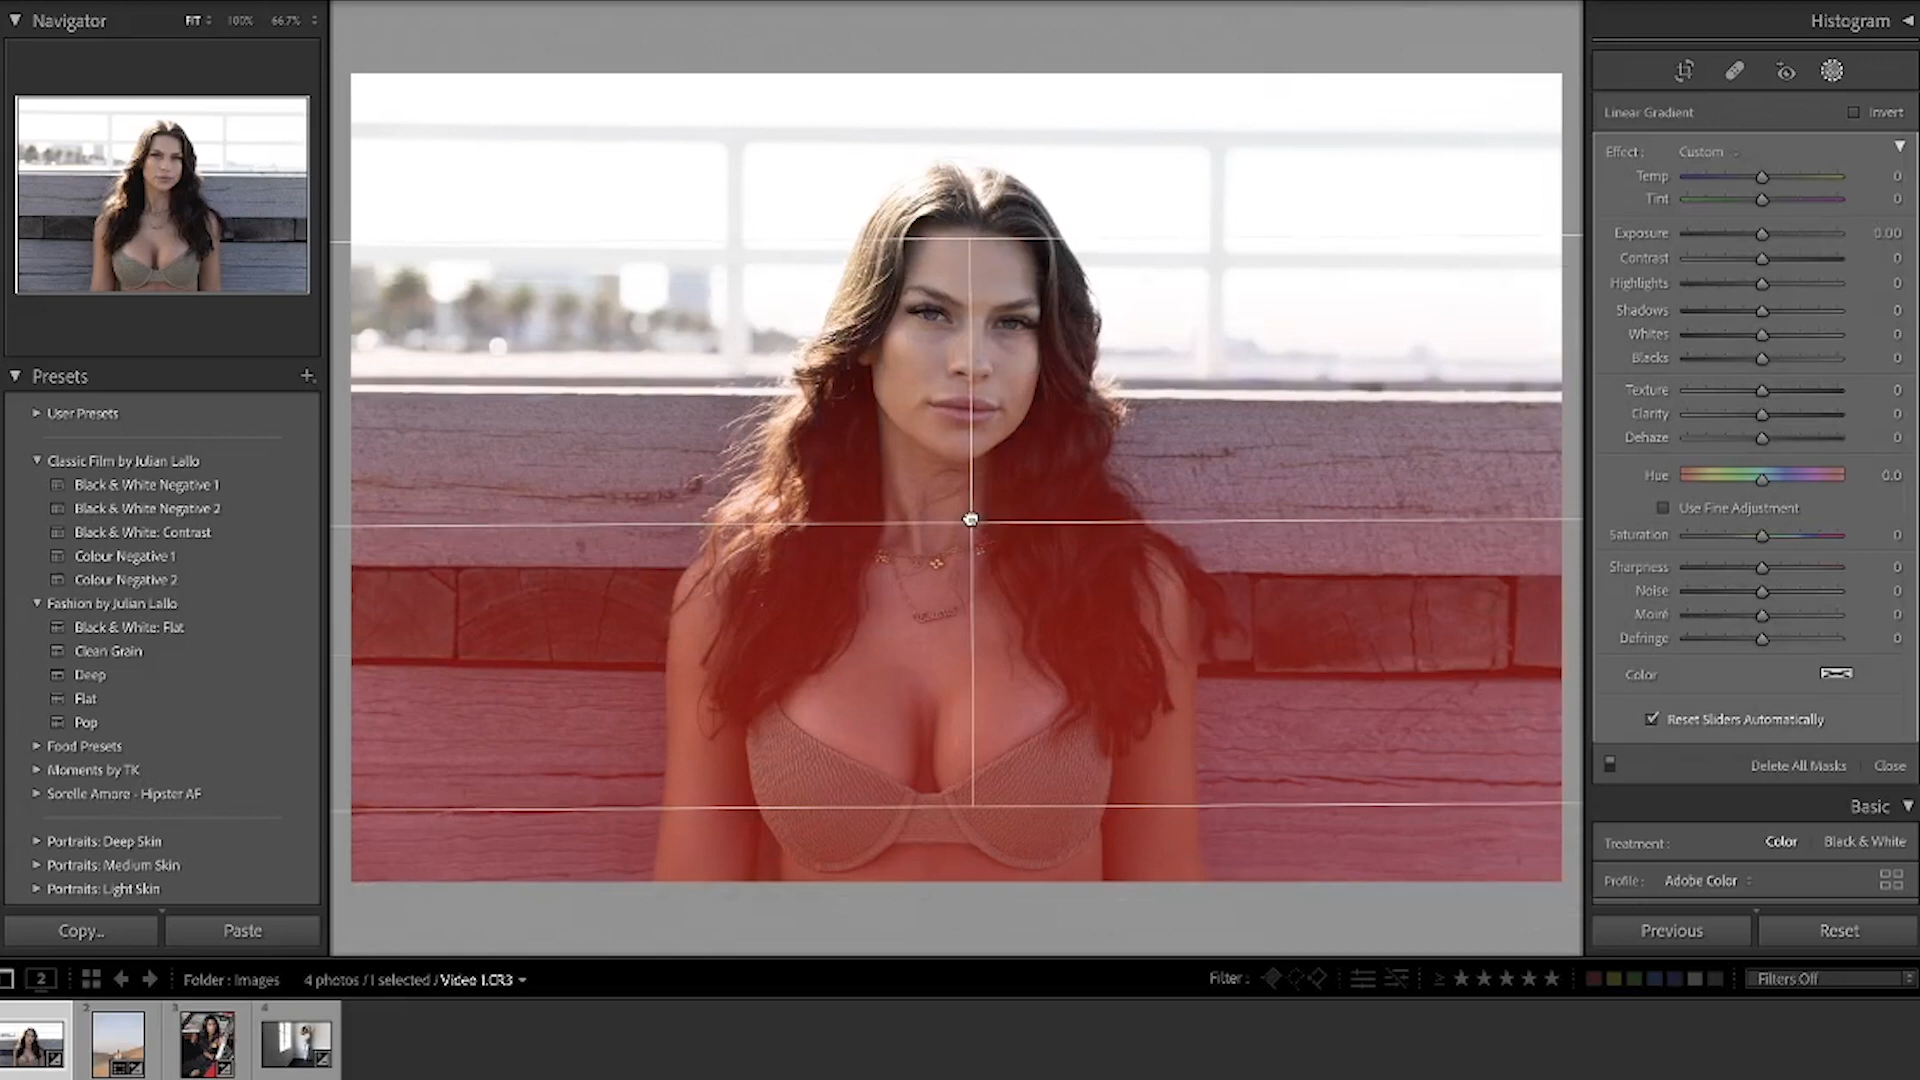 Navigator FIT 100% 66.7%
Presets
User Presets
Classic Film by Julian Lallo
Black & White Negative 1
Black & White Negative 2
Black & White: Contrast
Colour Negative 1
Colour Negative 2
Fashion by Julian Lallo
Black & White: Flat
Clean Grain
Deep
Flat
Pop
Food Presets
Moments by TK
Sorelle Amore - Hipster AF
Portraits: Deep Skin
Portraits: Medium Skin
Portraits: Light Skin
Copy... Paste
Histogram
Linear Gradient Invert
Effect: Custom
Temp 0
Tint 0
Exposure 0.00
Contrast 0
Highlights 0
Shadows 0
Whites 0
Blacks 0
Texture 0
Clarity 0
Dehaze 0
Hue 0.0
Use Fine Adjustment
Saturation 0
Sharpness 0
Noise 0
Moiré 0
Defringe 0
Color
Reset Sliders Automatically
Delete All Masks Close
Basic
Treatment: Color Black & White
Profile: Adobe Color
Previous Reset
2 Folder: Images 4 photos / 1 selected / Video 1.CR3 Filter: Filters Off
2 3 4